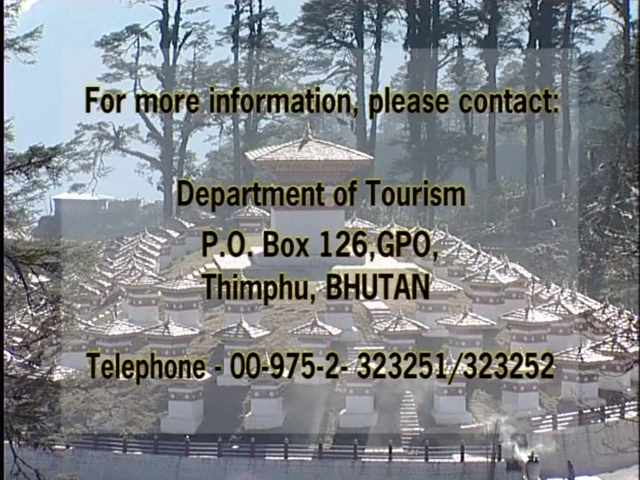 For more information, please contact:
Department of Tourism
P.O. Box 126,GPO,
Thimphu, BHUTAN
Telephone - 00-975-2- 323251/323252